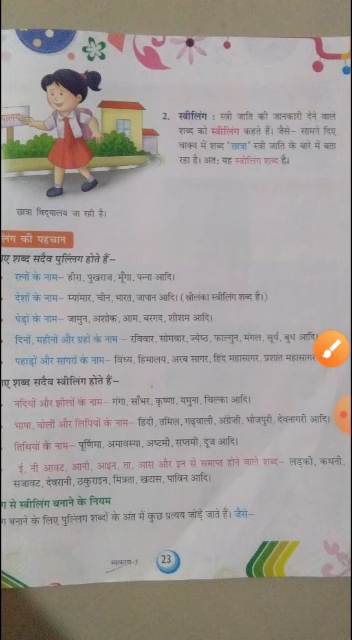 2. स्त्रीलिंग : स्त्री जाति की जानकारी देने वाले
शब्द को स्त्रीलिंग कहते हैं। जैसे– सामने दिए
वाक्य में शब्द 'छात्रा' स्त्री जाति के बारे में बता
रहा है। अतः यह स्त्रीलिंग शब्द है।
छात्रा विद्यालय जा रही है।
लिंग की पहचान
ए शब्द सदैव पुल्लिंग होते हैं–
रत्नों के नाम– हीरा, पुखराज, मूँगा, पन्ना आदि।
देशों के नाम– म्यांमार, चीन, भारत, जापान आदि। (श्रीलंका स्त्रीलिंग शब्द है।)
पेड़ों के नाम– जामुन, अशोक, आम, बरगद, शीशम आदि।
दिनों, महीनों और ग्रहों के नाम– रविवार, सोमवार, ज्येष्ठ, फाल्गुन, मंगल, सूर्य, बुध आदि
पहाड़ों और सागरों के नाम– विंध्य, हिमालय, अरब सागर, हिंद महासागर, प्रशांत महासागर
ए शब्द सदैव स्त्रीलिंग होते हैं–
नदियों और झीलों के नाम– गंगा, साँभर, कृष्णा, यमुना, चिल्का आदि।
भाषा, बोली और लिपियों के नाम– हिंदी, तमिल, गढ़वाली, अंग्रेज़ी, भोजपुरी, देवनागरी आदि।
तिथियों के नाम– पूर्णिमा, अमावस्या, अष्टमी, सप्तमी, दूज आदि।
ई, नी आवट, आनी, आइन, ता, आस और इन से समाप्त होने वाले शब्द– लड़की, कथनी,
सजावट, देवरानी, ठकुराइन, मित्रता, खटास, पापिन आदि।
ग से स्त्रीलिंग बनाने के नियम
ग बनाने के लिए पुल्लिंग शब्दों के अंत में कुछ प्रत्यय जोड़े जाते हैं। जैसे–
व्याकरण-5
23